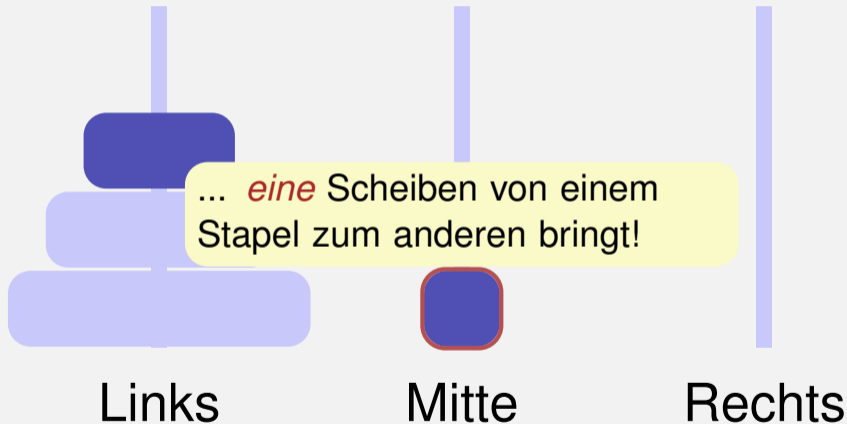 ... eine Scheiben von einem
Stapel zum anderen bringt!
Links Mitte Rechts